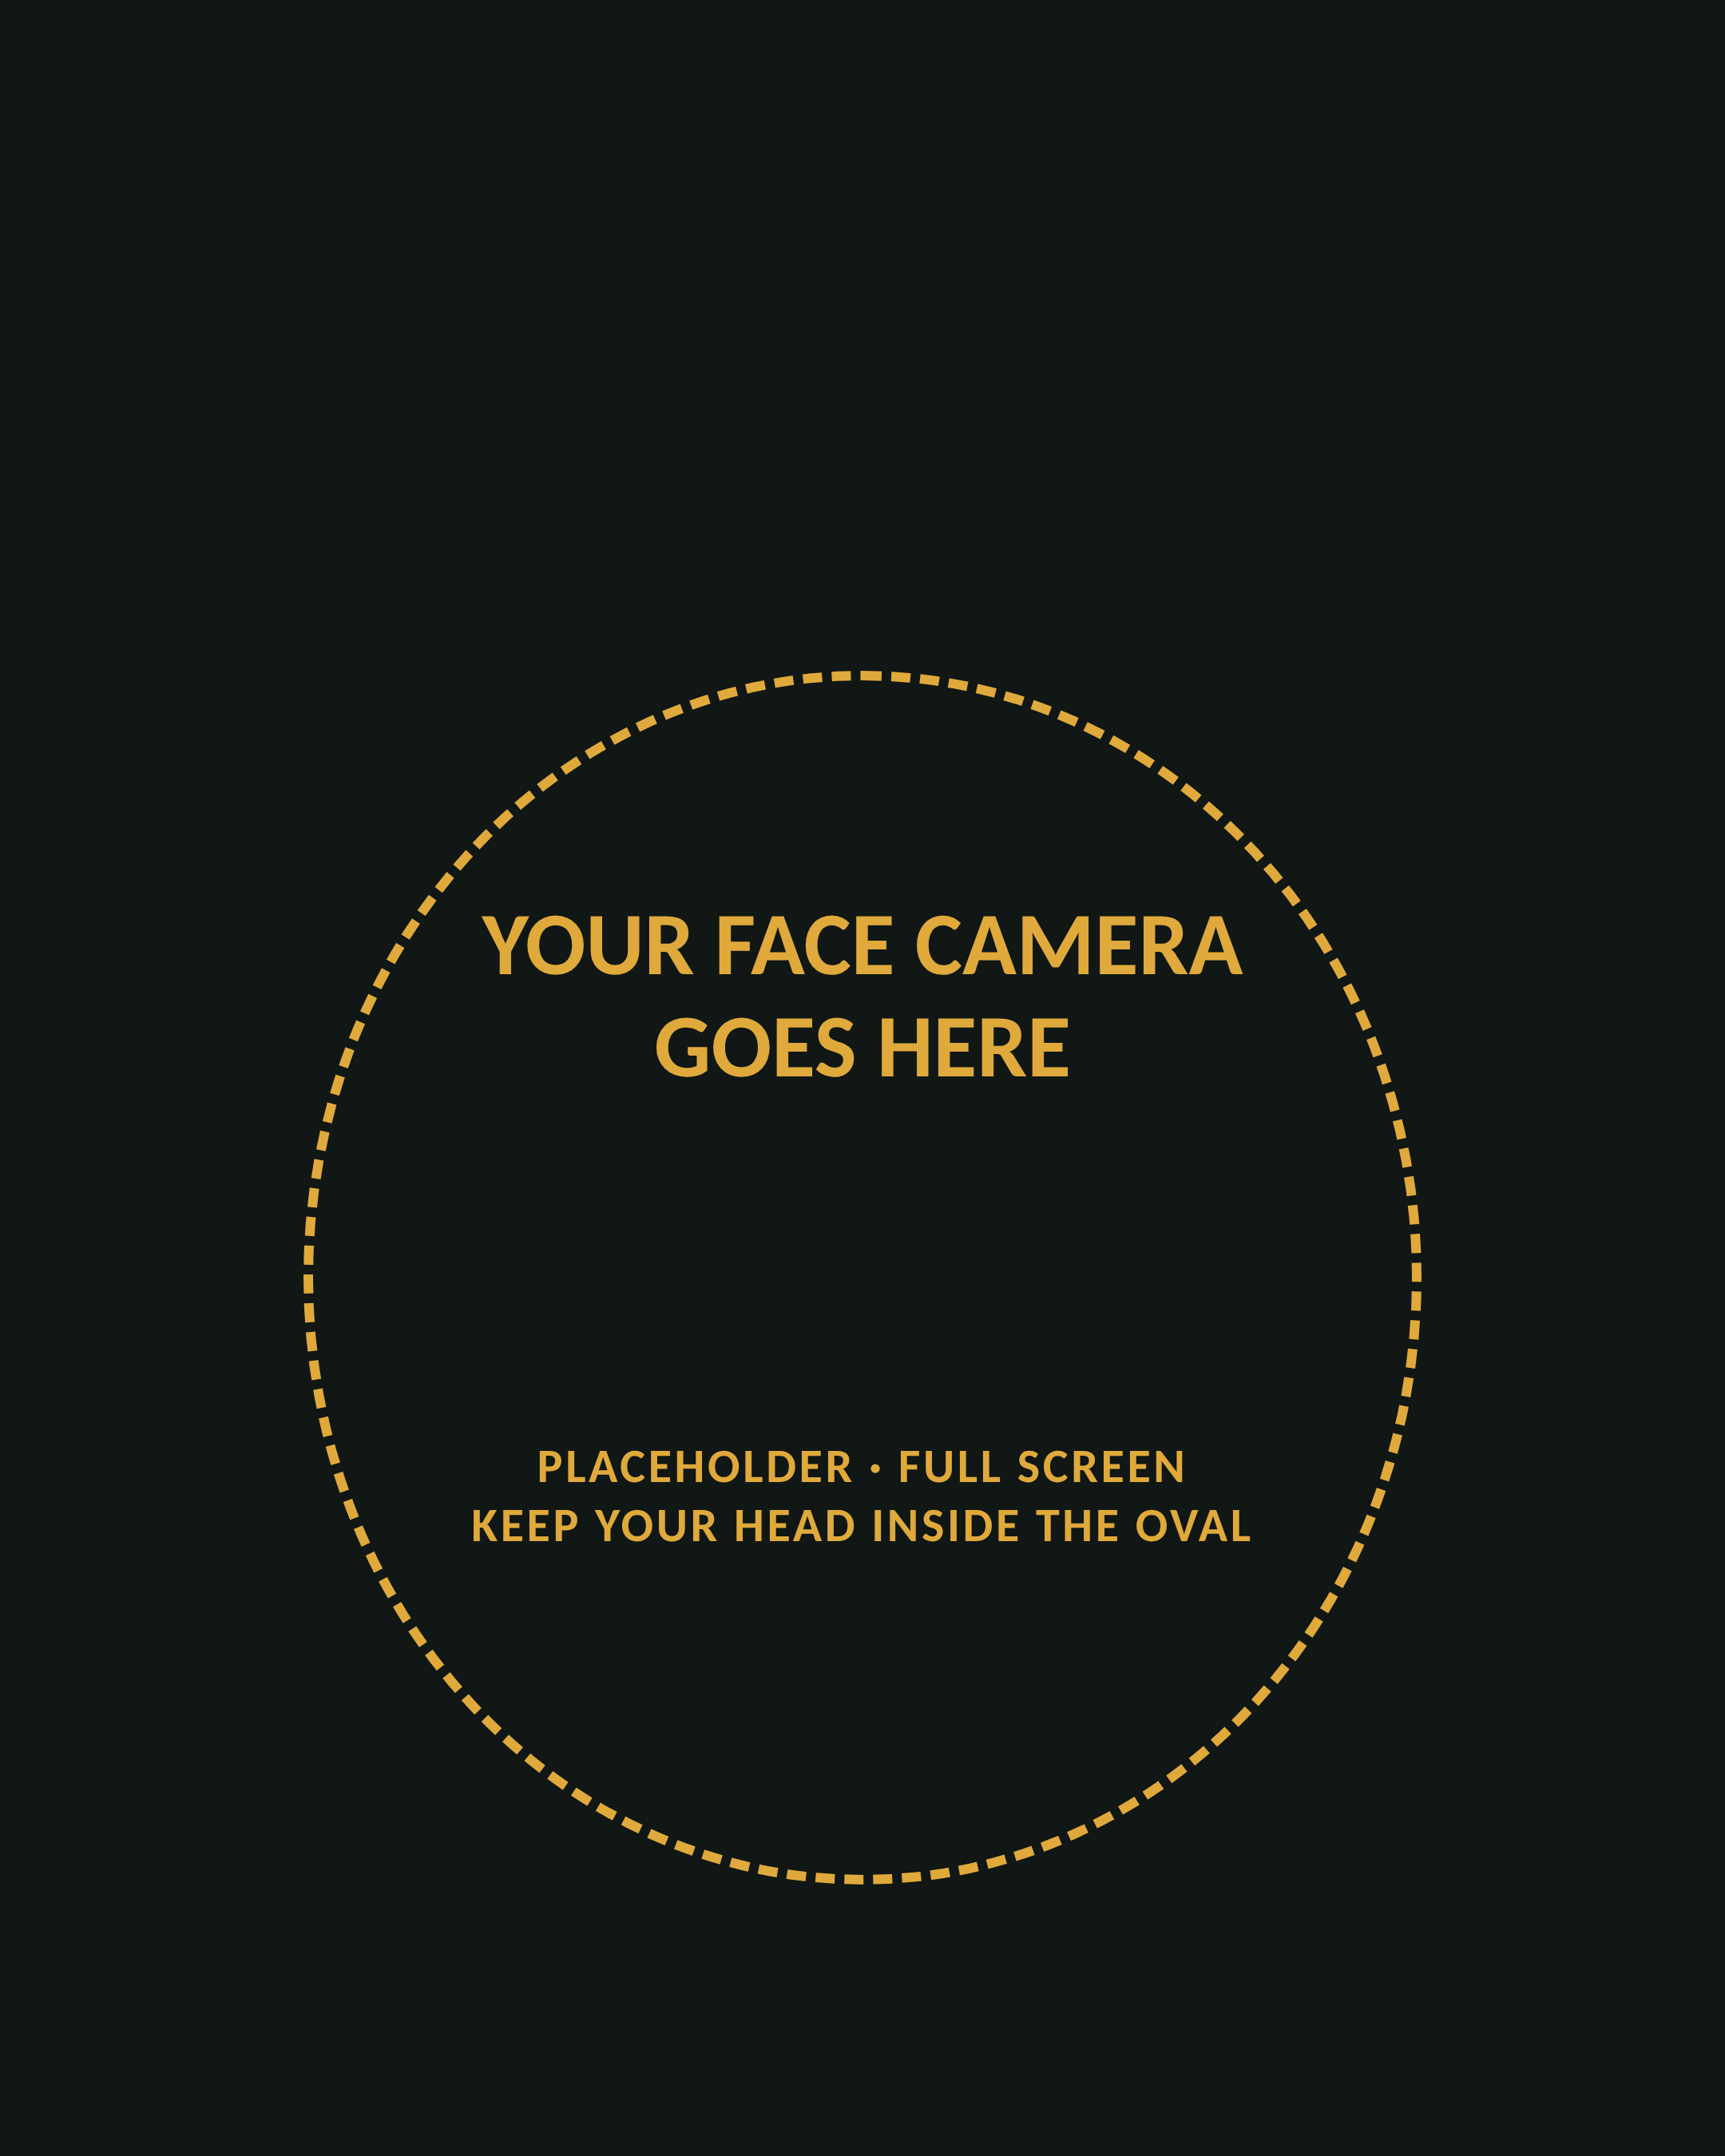 YOUR FACE CAMERA
GOES HERE
PLACEHOLDER · FULL SCREEN
KEEP YOUR HEAD INSIDE THE OVAL